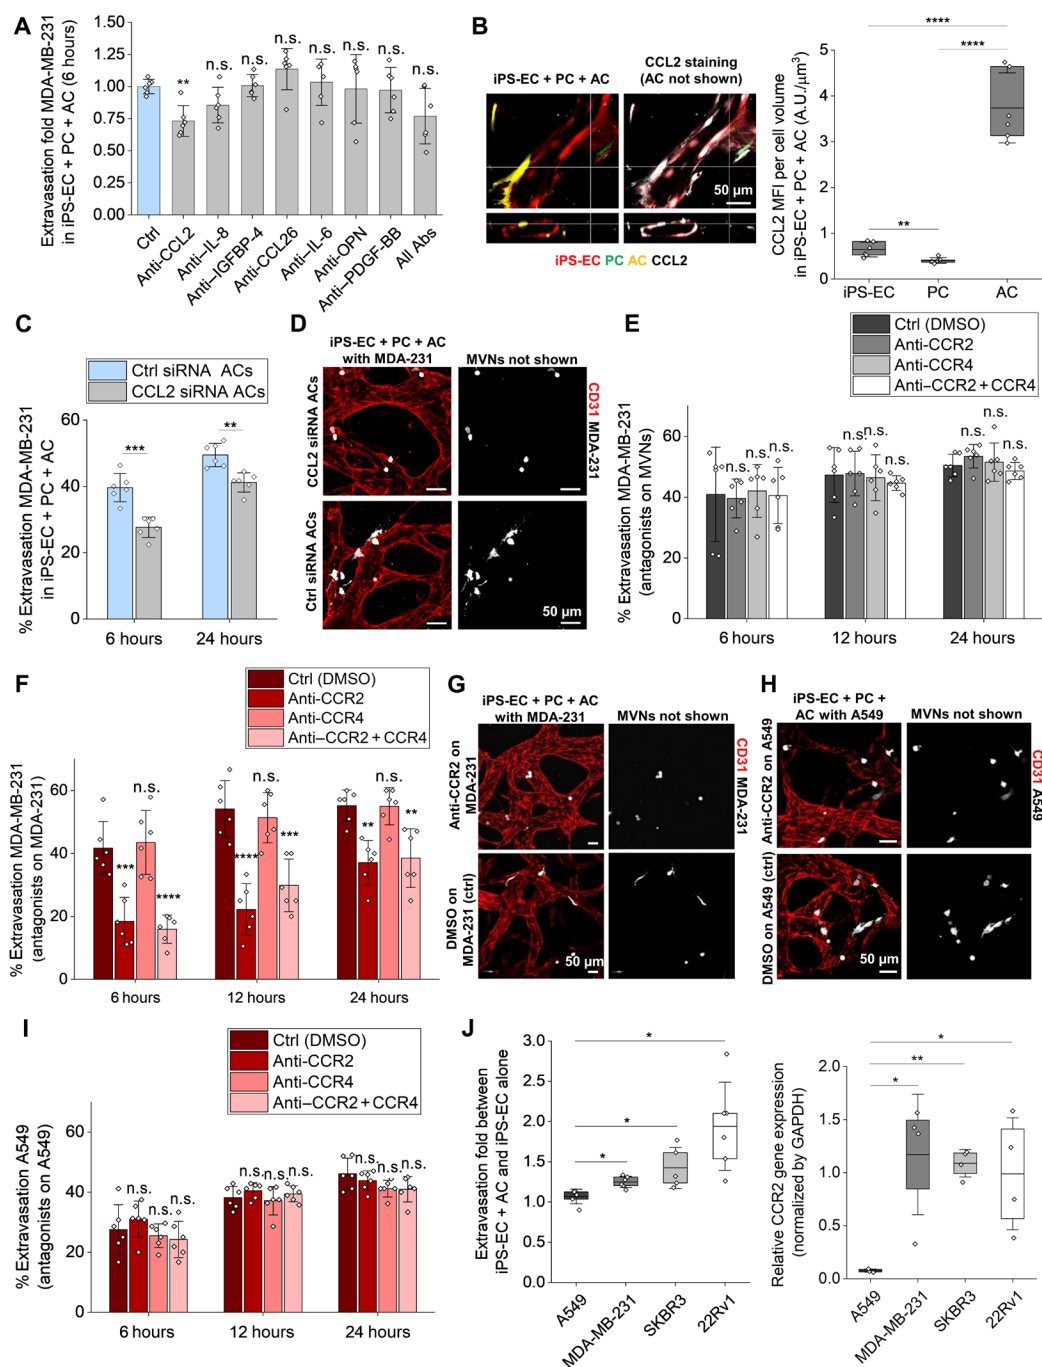 A
Extravasation fold MDA-MB-231
in iPS-EC + PC + AC (6 hours)
1.50
1.25
1.00
0.75
0.50
0.25
0.00
**
n.s.
n.s.
n.s.
n.s.
n.s.
n.s.
Ctrl
Anti-CCL2
Anti–IL-8
Anti–IGFBP-4
Anti-CCL26
Anti–IL-6
Anti-OPN
Anti–PDGF-BB
All Abs
B
iPS-EC + PC + AC
CCL2 staining
(AC not shown)
50 µm
iPS-EC PC AC CCL2
CCL2 MFI per cell volume
in iPS-EC + PC + AC (A.U./µm³)
5
4
3
2
1
0
****
****
**
iPS-EC
PC
AC
C
Ctrl siRNA ACs
CCL2 siRNA ACs
% Extravasation MDA-MB-231
in iPS-EC + PC + AC
60
40
20
0
***
**
6 hours
24 hours
D
iPS-EC + PC + AC
with MDA-231
MVNs not shown
CCL2 siRNA ACs
Ctrl siRNA ACs
50 µm
CD31 MDA-231
E
Ctrl (DMSO)
Anti-CCR2
Anti-CCR4
Anti–CCR2 + CCR4
% Extravasation MDA-MB-231
(antagonists on MVNs)
60
40
20
0
n.s.
n.s.
n.s.
n.s.
n.s.
n.s.
n.s.
n.s.
n.s.
6 hours
12 hours
24 hours
F
Ctrl (DMSO)
Anti-CCR2
Anti-CCR4
Anti–CCR2 + CCR4
% Extravasation MDA-MB-231
(antagonists on MDA-231)
60
40
20
0
***
n.s.
****
****
n.s.
***
**
n.s.
**
6 hours
12 hours
24 hours
G
iPS-EC + PC + AC
with MDA-231
MVNs not shown
Anti-CCR2 on
MDA-231
DMSO on
MDA-231 (ctrl)
50 µm
CD31 MDA-231
H
iPS-EC + PC +
AC with A549
MVNs not shown
Anti-CCR2 on A549
DMSO on A549 (ctrl)
50 µm
CD31 A549
I
Ctrl (DMSO)
Anti-CCR2
Anti-CCR4
Anti–CCR2 + CCR4
% Extravasation A549
(antagonists on A549)
60
40
20
0
n.s.
n.s.
n.s.
n.s.
n.s.
n.s.
n.s.
n.s.
n.s.
6 hours
12 hours
24 hours
J
Extravasation fold between
iPS-EC + AC and iPS-EC alone
3.0
2.5
2.0
1.5
1.0
0.5
0.0
*
*
*
A549
MDA-MB-231
SKBR3
22Rv1
Relative CCR2 gene expression
(normalized by GAPDH)
2.0
1.5
1.0
0.5
0.0
*
**
*
A549
MDA-MB-231
SKBR3
22Rv1